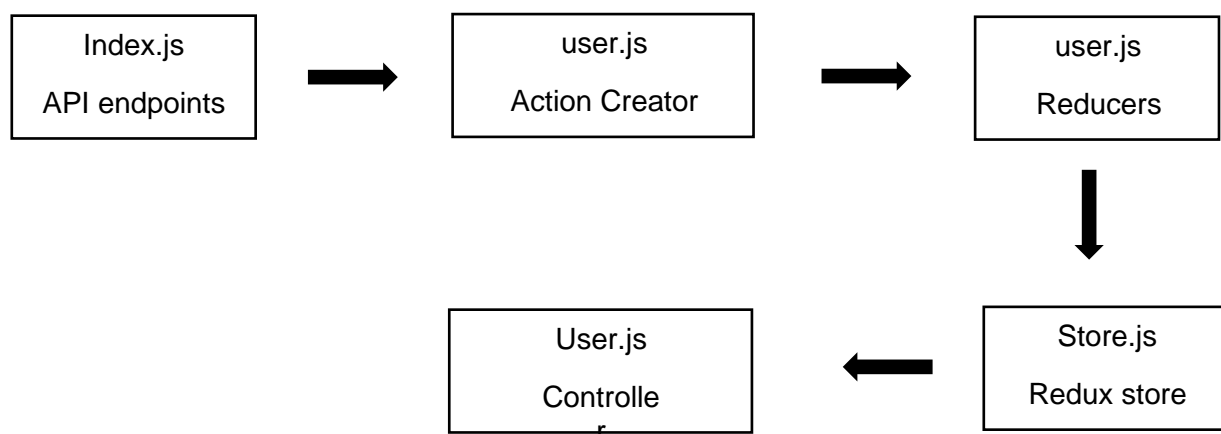 Index.js
API endpoints
user.js
Action Creator
user.js
Reducers
Store.js
Redux store
User.js
Controlle
r